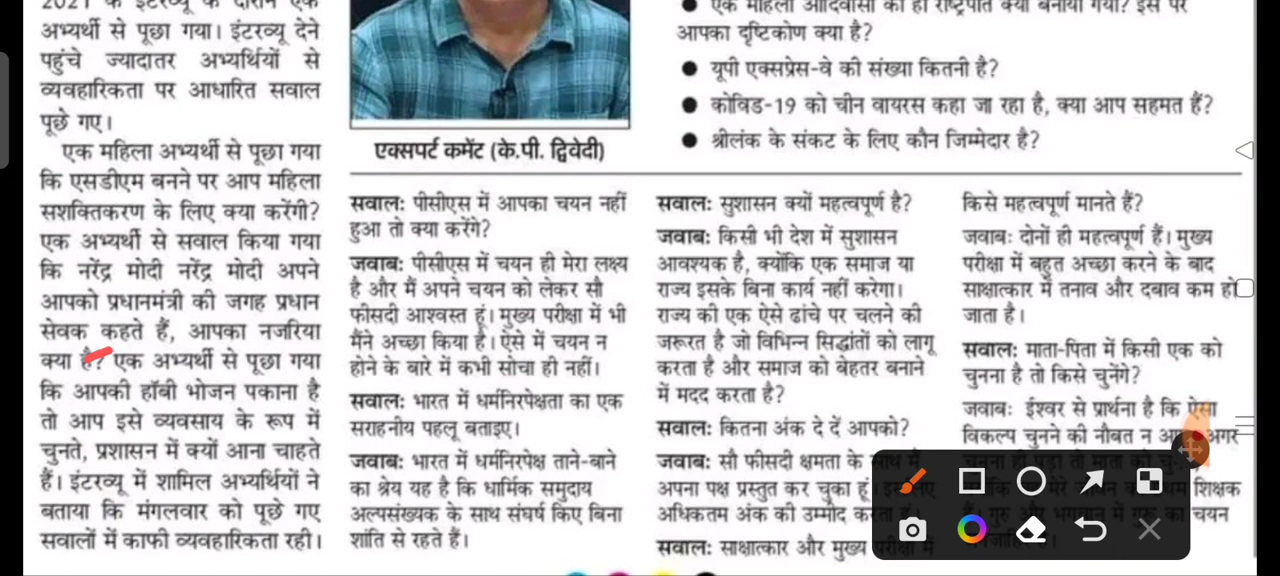 2021 के इंटरव्यू के दौरान एक
अभ्यर्थी से पूछा गया। इंटरव्यू देने
पहुंचे ज्यादातर अभ्यर्थियों से
व्यवहारिकता पर आधारित सवाल
पूछे गए।
एक महिला अभ्यर्थी से पूछा गया
कि एसडीएम बनने पर आप महिला
सशक्तिकरण के लिए क्या करेंगी?
एक अभ्यर्थी से सवाल किया गया
कि नरेंद्र मोदी नरेंद्र मोदी अपने
आपको प्रधानमंत्री की जगह प्रधान
सेवक कहते हैं, आपका नजरिया
क्या है? एक अभ्यर्थी से पूछा गया
कि आपकी हॉबी भोजन पकाना है
तो आप इसे व्यवसाय के रूप में
चुनते, प्रशासन में क्यों आना चाहते
हैं। इंटरव्यू में शामिल अभ्यर्थियों ने
बताया कि मंगलवार को पूछे गए
सवालों में काफी व्यवहारिकता रही।
एक्सपर्ट कमेंट (के.पी. द्विवेदी)
● एक महिला आदिवासी को ही राष्ट्रपति क्यों बनाया गया? इस पर
आपका दृष्टिकोण क्या है?
● यूपी एक्सप्रेस-वे की संख्या कितनी है?
● कोविड-19 को चीन वायरस कहा जा रहा है, क्या आप सहमत हैं?
● श्रीलंक के संकट के लिए कौन जिम्मेदार है?
सवाल: पीसीएस में आपका चयन नहीं
हुआ तो क्या करेंगे?
जवाब: पीसीएस में चयन ही मेरा लक्ष्य
है और मैं अपने चयन को लेकर सौ
फीसदी आश्वस्त हूं। मुख्य परीक्षा में भी
मैंने अच्छा किया है। ऐसे में चयन न
होने के बारे में कभी सोचा ही नहीं।
सवाल: भारत में धर्मनिरपेक्षता का एक
सराहनीय पहलू बताइए।
जवाब: भारत में धर्मनिरपेक्ष ताने-बाने
का श्रेय यह है कि धार्मिक समुदाय
अल्पसंख्यक के साथ संघर्ष किए बिना
शांति से रहते हैं।
सवाल: सुशासन क्यों महत्वपूर्ण है?
जवाब: किसी भी देश में सुशासन
आवश्यक है, क्योंकि एक समाज या
राज्य इसके बिना कार्य नहीं करेगा।
राज्य की एक ऐसे ढांचे पर चलने की
जरूरत है जो विभिन्न सिद्धांतों को लागू
करता है और समाज को बेहतर बनाने
में मदद करता है?
सवाल: कितना अंक दे दें आपको?
जवाब: सौ फीसदी क्षमता के साथ में
अपना पक्ष प्रस्तुत कर चुका हूं। इसलिए
अधिकतम अंक की उम्मीद करता हूं।
सवाल: साक्षात्कार और मुख्य परीक्षा में
किसे महत्वपूर्ण मानते हैं?
जवाब: दोनों ही महत्वपूर्ण हैं। मुख्य
परीक्षा में बहुत अच्छा करने के बाद
साक्षात्कार में तनाव और दबाव कम हो
जाता है।
सवाल: माता-पिता में किसी एक को
चुनना है तो किसे चुनेंगे?
जवाब: ईश्वर से प्रार्थना है कि ऐसा
विकल्प चुनने की नौबत न अगर
चुनना ही पड़ा तो माता को
शिक्षक
गुरु और भगवान में गुरु का चयन